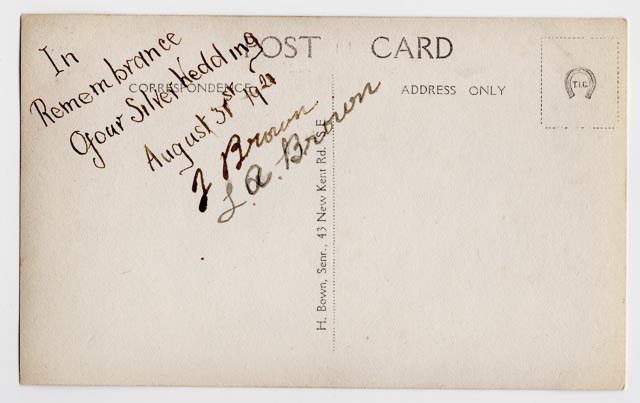 POST CARD
CORRESPONDENCE
ADDRESS ONLY
T.I.C.
In
Remembrance
Of our Silver Wedding
August 31st 1921
J Brown
L. A. Brown
H. Bown, Senr., 43 New Kent Rd., S.E.